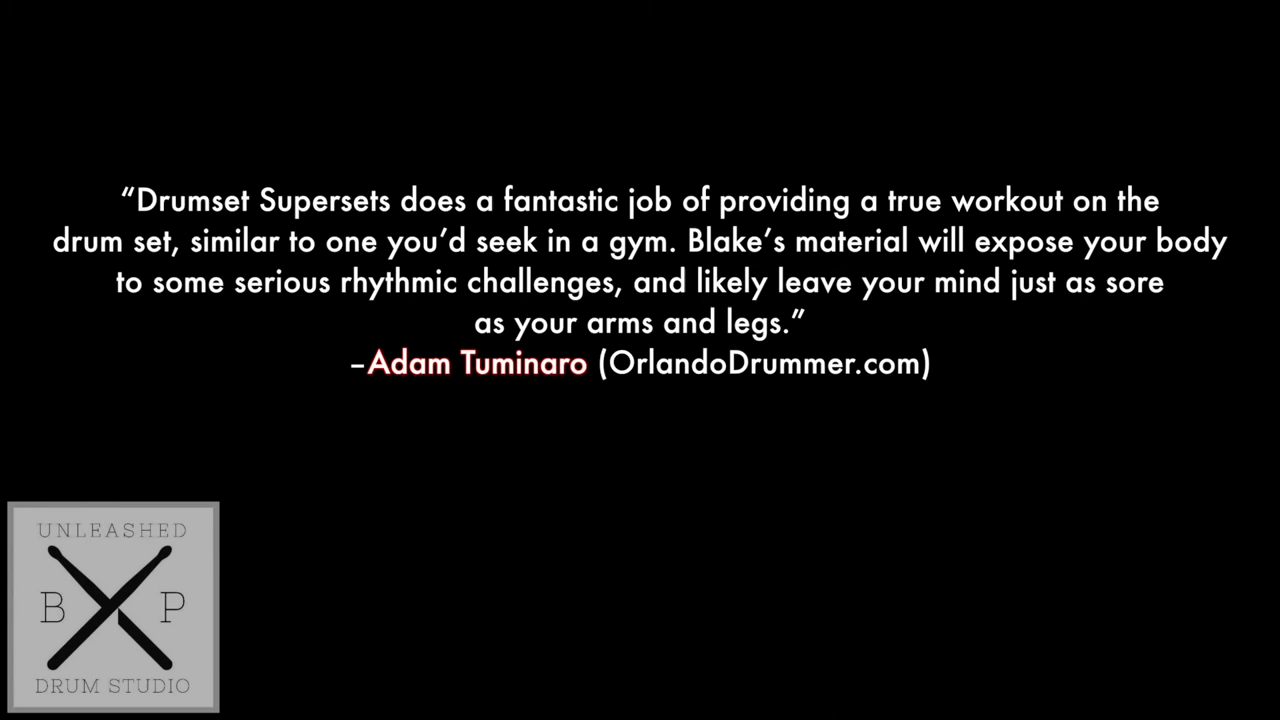 “Drumset Supersets does a fantastic job of providing a true workout on the
drum set, similar to one you’d seek in a gym. Blake’s material will expose your body
to some serious rhythmic challenges, and likely leave your mind just as sore
as your arms and legs.”
–Adam Tuminaro (OrlandoDrummer.com)
UNLEASHED
B P
DRUM STUDIO